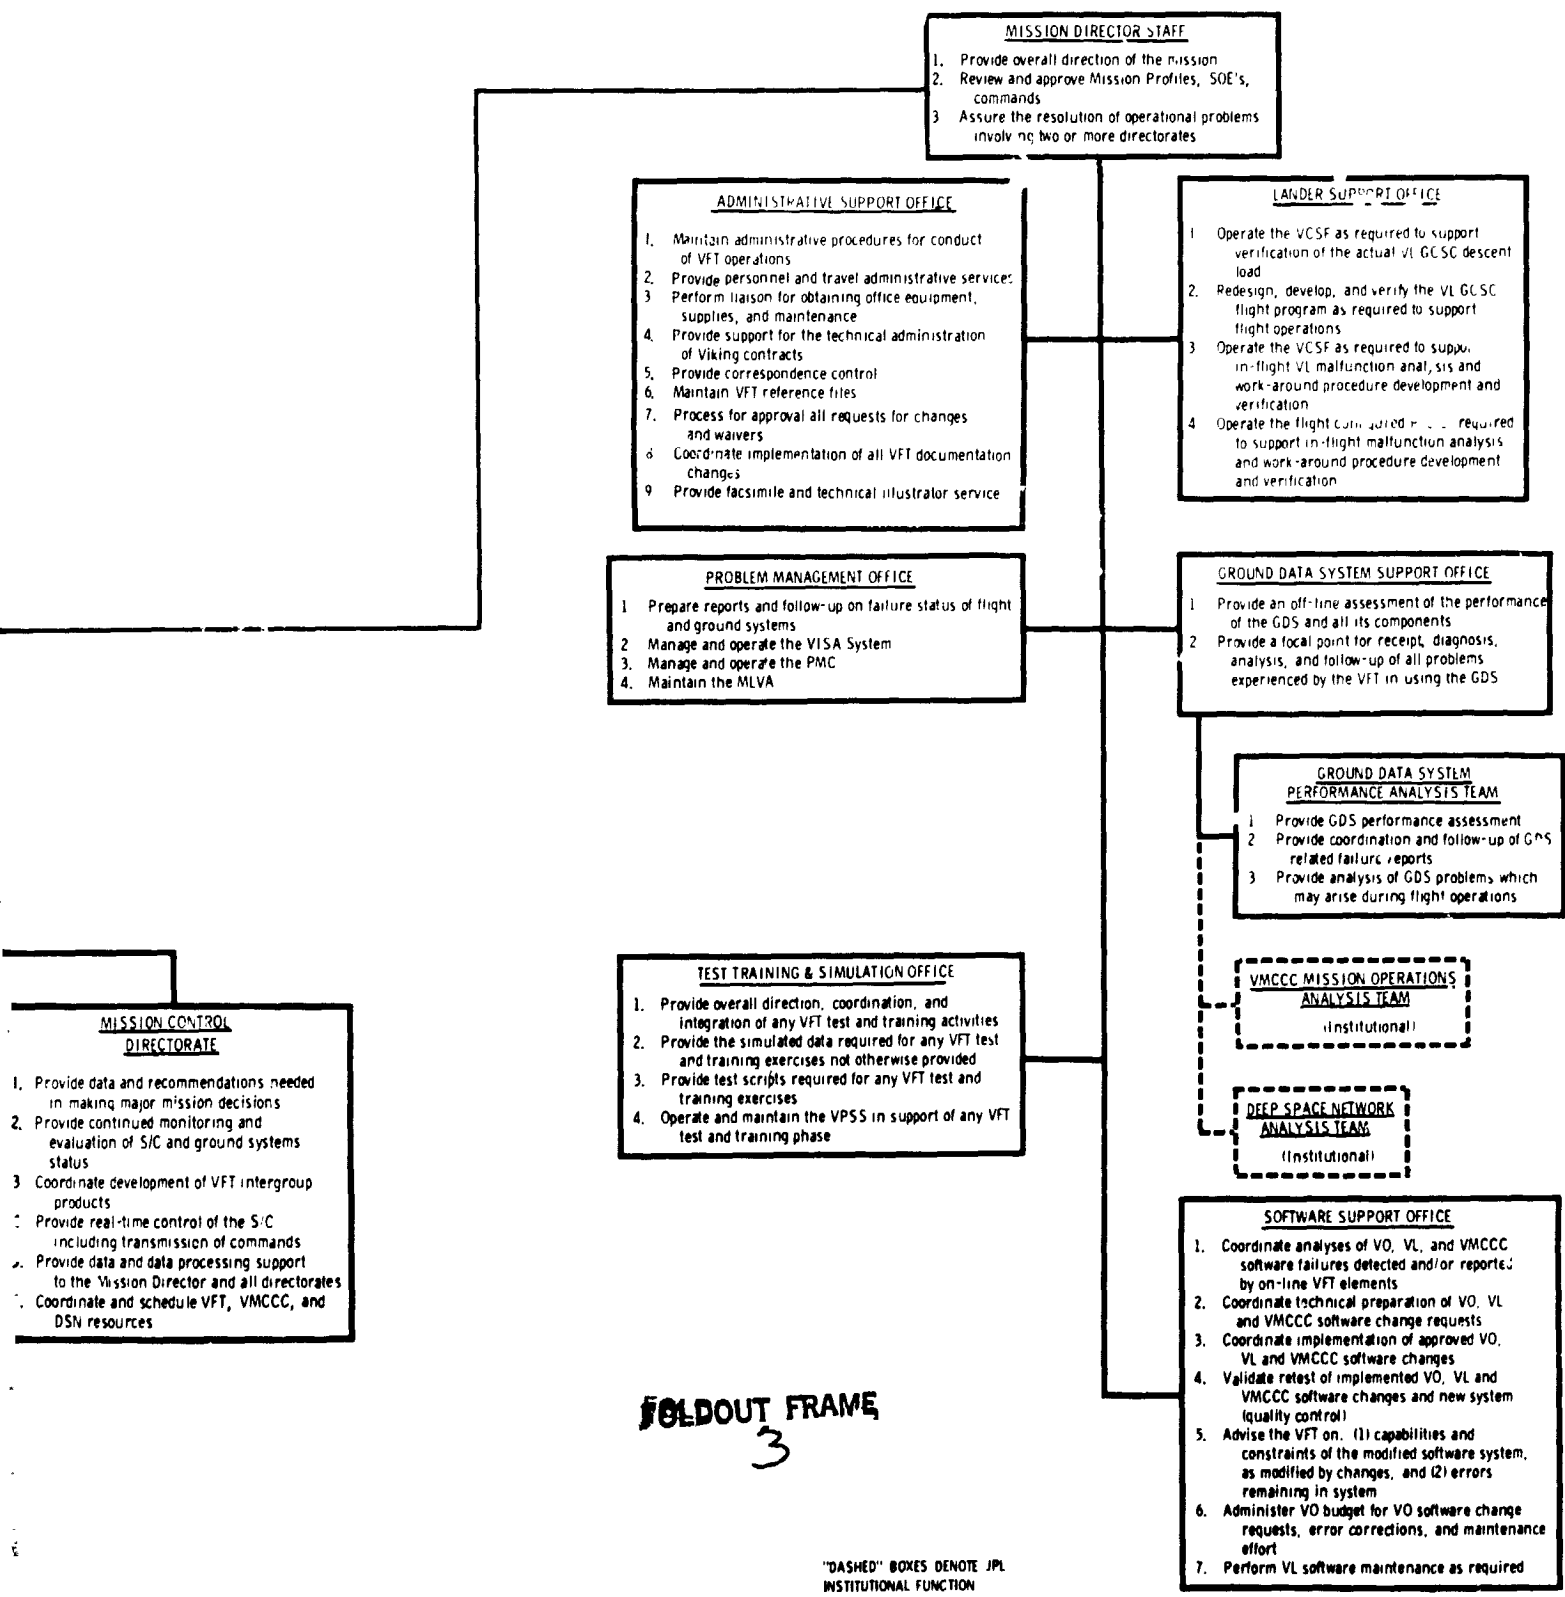 MISSION DIRECTOR STAFF
1. Provide overall direction of the mission
2. Review and approve Mission Profiles, SOE's,
commands
3 Assure the resolution of operational problems
involving two or more directorates
ADMINISTRATIVE SUPPORT OFFICE
1. Maintain administrative procedures for conduct
of VFT operations
2. Provide personnel and travel administrative services
3 Perform liaison for obtaining office equipment,
supplies, and maintenance
4. Provide support for the technical administration
of Viking contracts
5. Provide correspondence control
6. Maintain VFT reference files
7. Process for approval all requests for changes
and waivers
8 Coordinate implementation of all VFT documentation
changes
9 Provide facsimile and technical illustrator service
LANDER SUPPORT OFFICE
1 Operate the VCSF as required to support
verification of the actual VL GCSC descent
load
2. Redesign, develop, and verify the VL GCSC
flight program as required to support
flight operations
3 Operate the VCSF as required to support
in-flight VL malfunction analysis and
work-around procedure development and
verification
4 Operate the flight configured required
to support in-flight malfunction analysis
and work-around procedure development
and verification
PROBLEM MANAGEMENT OFFICE
1 Prepare reports and follow-up on failure status of flight
and ground systems
2 Manage and operate the VISA System
3. Manage and operate the PMC
4. Maintain the MLVA
GROUND DATA SYSTEM SUPPORT OFFICE
1 Provide an off-line assessment of the performance
of the GDS and all its components
2 Provide a focal point for receipt, diagnosis,
analysis, and follow-up of all problems
experienced by the VFT in using the GDS
GROUND DATA SYSTEM
PERFORMANCE ANALYSIS TEAM
1 Provide GDS performance assessment
2 Provide coordination and follow-up of GDS
related failure reports
3 Provide analysis of GDS problems which
may arise during flight operations
VMCCC MISSION OPERATIONS
ANALYSIS TEAM
(Institutional)
DEEP SPACE NETWORK
ANALYSIS TEAM
(Institutional)
TEST TRAINING & SIMULATION OFFICE
1. Provide overall direction, coordination, and
integration of any VFT test and training activities
2. Provide the simulated data required for any VFT test
and training exercises not otherwise provided
3. Provide test scripts required for any VFT test and
training exercises
4. Operate and maintain the VPSS in support of any VFT
test and training phase
MISSION CONTROL
DIRECTORATE
1. Provide data and recommendations needed
in making major mission decisions
2. Provide continued monitoring and
evaluation of S/C and ground systems
status
3 Coordinate development of VFT intergroup
products
Provide real-time control of the S/C
including transmission of commands
Provide data and data processing support
to the Mission Director and all directorates
Coordinate and schedule VFT, VMCCC, and
DSN resources
SOFTWARE SUPPORT OFFICE
1. Coordinate analyses of VO, VL, and VMCCC
software failures detected and/or reported
by on-line VFT elements
2. Coordinate technical preparation of VO, VL
and VMCCC software change requests
3. Coordinate implementation of approved VO,
VL and VMCCC software changes
4. Validate retest of implemented VO, VL and
VMCCC software changes and new system
(quality control)
5. Advise the VFT on. (1) capabilities and
constraints of the modified software system,
as modified by changes, and (2) errors
remaining in system
6. Administer VO budget for VO software change
requests, error corrections, and maintenance
effort
7. Perform VL software maintenance as required
FOLDOUT FRAME
3
"DASHED" BOXES DENOTE JPL
INSTITUTIONAL FUNCTION